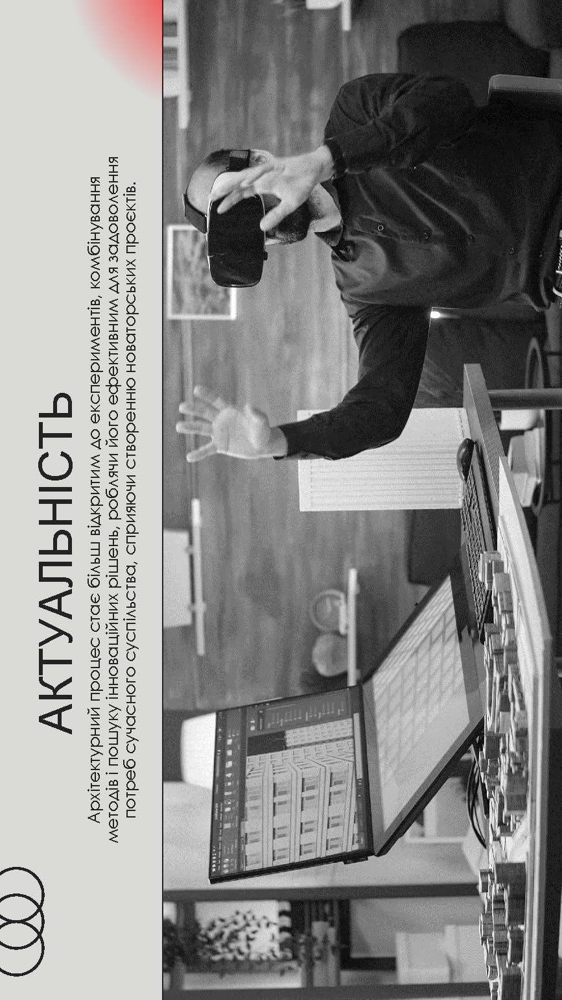 АКТУАЛЬНІСТЬ
Архітектурний процес стає більш відкритим до експериментів, комбінування
методів і пошуку інноваційних рішень, роблячи його ефективним для задоволення
потреб сучасного суспільства, сприяючи створенню новаторських проєктів.